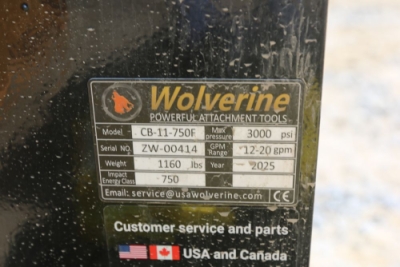 Wolverine
POWERFUL ATTACHMENT TOOLS
Model CB-11-750F Max pressure 3000 psi
Serial NO. ZW-00414 GPM Range 12-20 gpm
Weight 1160 lbs Year 2025
Impact Energy Class 750
Email: service@usawolverine.com CE
Customer service and parts
USA and Canada